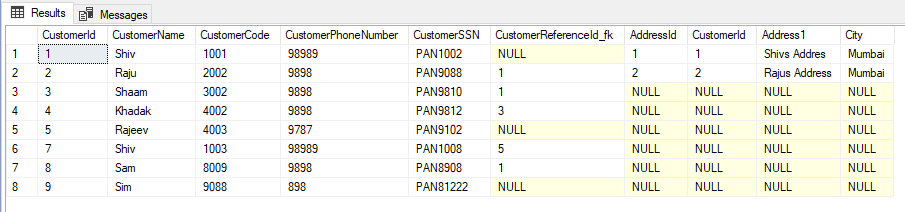 Results Messages
CustomerId CustomerName CustomerCode CustomerPhoneNumber CustomerSSN CustomerReferenceId_fk AddressId CustomerId Address1 City
1 1 Shiv 1001 98989 PAN1002 NULL 1 1 Shivs Addres Mumbai
2 2 Raju 2002 9898 PAN9088 1 2 2 Rajus Address Mumbai
3 3 Shaam 3002 9898 PAN9810 1 NULL NULL NULL NULL
4 4 Khadak 4002 9898 PAN9812 3 NULL NULL NULL NULL
5 5 Rajeev 4003 9787 PAN9102 NULL NULL NULL NULL NULL
6 7 Shiv 1003 98989 PAN1008 5 NULL NULL NULL NULL
7 8 Sam 8009 9898 PAN8908 1 NULL NULL NULL NULL
8 9 Sim 9088 898 PAN81222 NULL NULL NULL NULL NULL